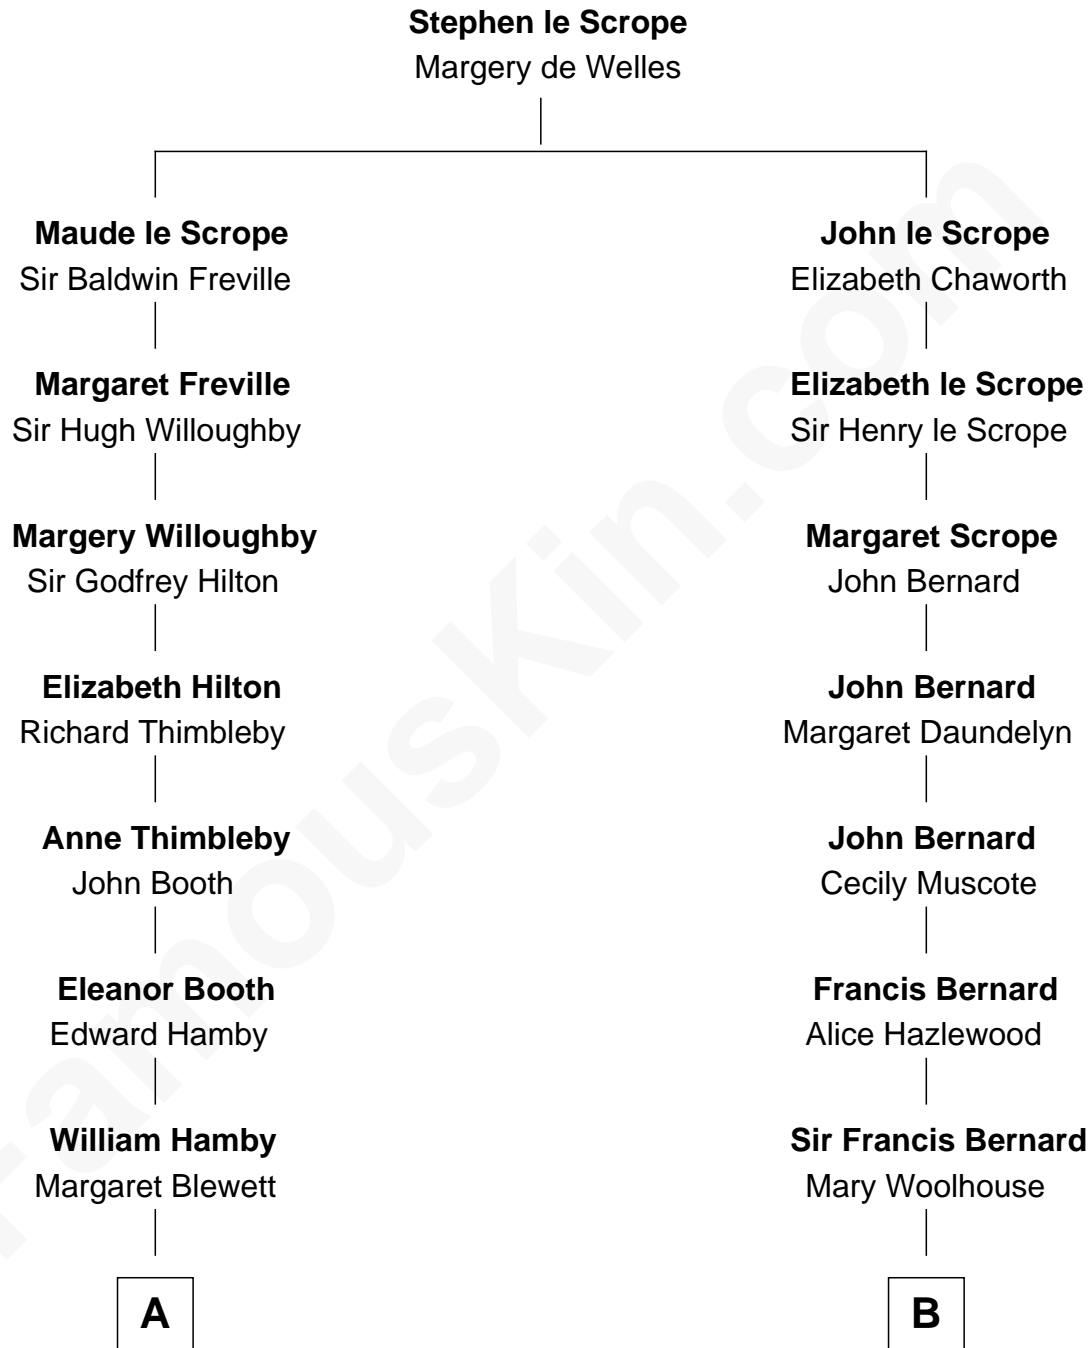 Stephen le Scrope
Margery de Welles
Maude le Scrope
Sir Baldwin Freville
Margaret Freville
Sir Hugh Willoughby
Margery Willoughby
Sir Godfrey Hilton
Elizabeth Hilton
Richard Thimbleby
Anne Thimbleby
John Booth
Eleanor Booth
Edward Hamby
William Hamby
Margaret Blewett
A
John le Scrope
Elizabeth Chaworth
Elizabeth le Scrope
Sir Henry le Scrope
Margaret Scrope
John Bernard
John Bernard
Margaret Daundelyn
John Bernard
Cecily Muscote
Francis Bernard
Alice Hazlewood
Sir Francis Bernard
Mary Woolhouse
B
FamousKin.com